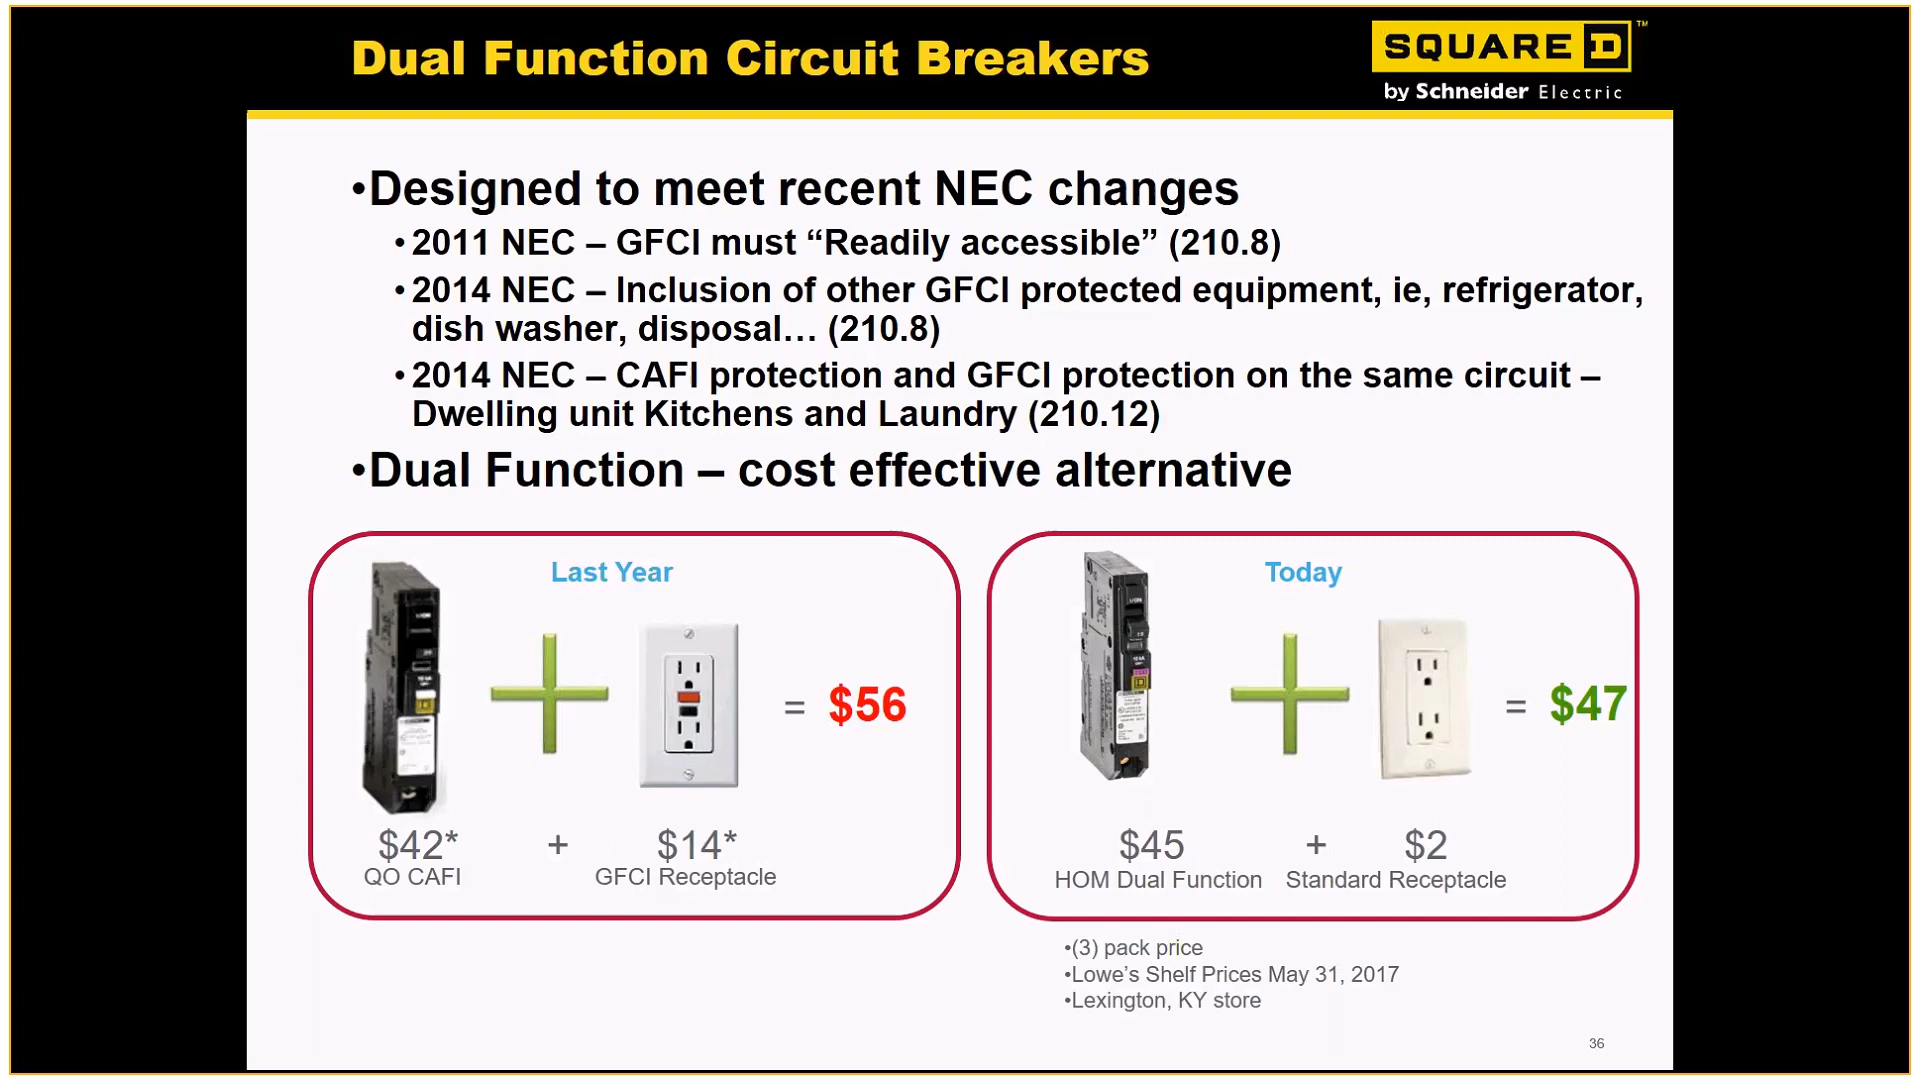 Dual Function Circuit Breakers
SQUARE D™
by Schneider Electric
•Designed to meet recent NEC changes
•2011 NEC – GFCI must “Readily accessible” (210.8)
•2014 NEC – Inclusion of other GFCI protected equipment, ie, refrigerator,
dish washer, disposal… (210.8)
•2014 NEC – CAFI protection and GFCI protection on the same circuit –
Dwelling unit Kitchens and Laundry (210.12)
•Dual Function – cost effective alternative
Last Year
= $56
$42* + $14*
QO CAFI GFCI Receptacle
Today
= $47
$45 + $2
HOM Dual Function Standard Receptacle
•(3) pack price
•Lowe’s Shelf Prices May 31, 2017
•Lexington, KY store
36